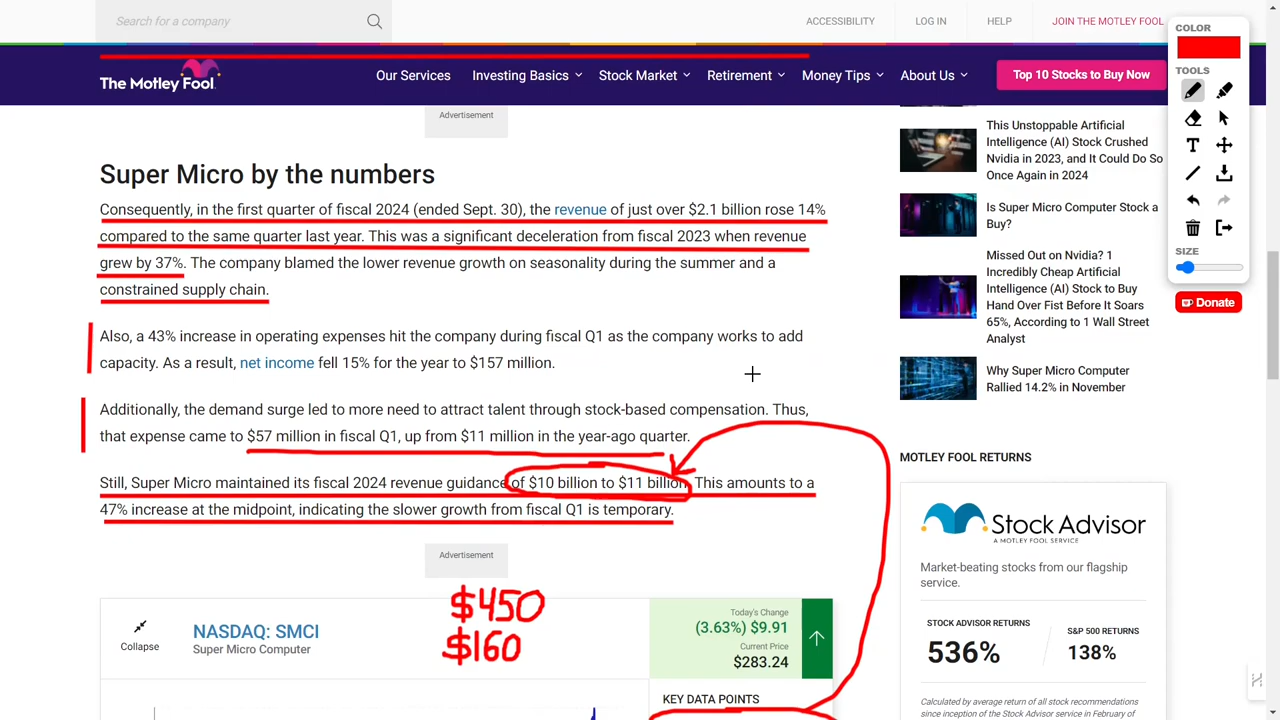 Search for a company
ACCESSIBILITY
LOG IN
HELP
JOIN THE MOTLEY FOOL
The Motley Fool
Our Services
Investing Basics
Stock Market
Retirement
Money Tips
About Us
Top 10 Stocks to Buy Now
COLOR
TOOLS
T
SIZE
Donate
Advertisement
Super Micro by the numbers
Consequently, in the first quarter of fiscal 2024 (ended Sept. 30), the revenue of just over $2.1 billion rose 14%
compared to the same quarter last year. This was a significant deceleration from fiscal 2023 when revenue
grew by 37%. The company blamed the lower revenue growth on seasonality during the summer and a
constrained supply chain.
Also, a 43% increase in operating expenses hit the company during fiscal Q1 as the company works to add
capacity. As a result, net income fell 15% for the year to $157 million.
Additionally, the demand surge led to more need to attract talent through stock-based compensation. Thus,
that expense came to $57 million in fiscal Q1, up from $11 million in the year-ago quarter.
Still, Super Micro maintained its fiscal 2024 revenue guidance of $10 billion to $11 billion. This amounts to a
47% increase at the midpoint, indicating the slower growth from fiscal Q1 is temporary.
Advertisement
$450
$160
Collapse
NASDAQ: SMCI
Super Micro Computer
Today's Change
(3.63%) $9.91
Current Price
$283.24
KEY DATA POINTS
This Unstoppable Artificial
Intelligence (AI) Stock Crushed
Nvidia in 2023, and It Could Do So
Once Again in 2024
Is Super Micro Computer Stock a
Buy?
Missed Out on Nvidia? 1
Incredibly Cheap Artificial
Intelligence (AI) Stock to Buy
Hand Over Fist Before It Soars
65%, According to 1 Wall Street
Analyst
Why Super Micro Computer
Rallied 14.2% in November
MOTLEY FOOL RETURNS
Stock Advisor
A MOTLEY FOOL SERVICE
Market-beating stocks from our flagship
service.
STOCK ADVISOR RETURNS
536%
S&P 500 RETURNS
138%
Calculated by average return of all stock recommendations
since inception of the Stock Advisor service in February of